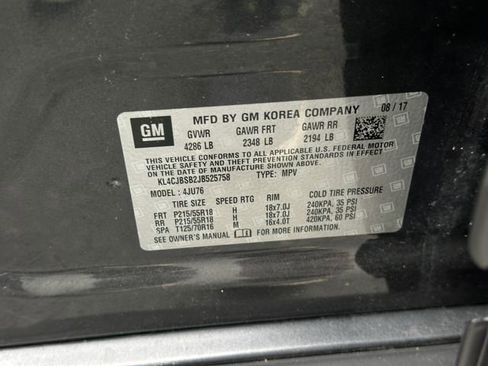 MFD BY GM KOREA COMPANY 08 / 17
GM
GVWR GAWR FRT GAWR RR
4286 LB 2348 LB 2194 LB
THIS VEHICLE CONFORMS TO ALL APPLICABLE U.S. FEDERAL MOTOR
VEHICLE SAFETY AND THEFT PREVENTION STANDARDS IN EFFECT ON THE DATE OF
MANUFACTURE SHOWN ABOVE.
KL4CJBSB2JB525758 TYPE: MPV
MODEL: 4JU76
TIRE SIZE SPEED RTG RIM COLD TIRE PRESSURE
FRT P215/55R18 H 18x7.0J 240KPA, 35 PSI
RR P215/55R18 H 18x7.0J 240KPA, 35 PSI
SPA T125/70R16 M 16x4.0T 420KPA, 60 PSI
SEE OWNER'S MANUAL FOR MORE INFORMATION.